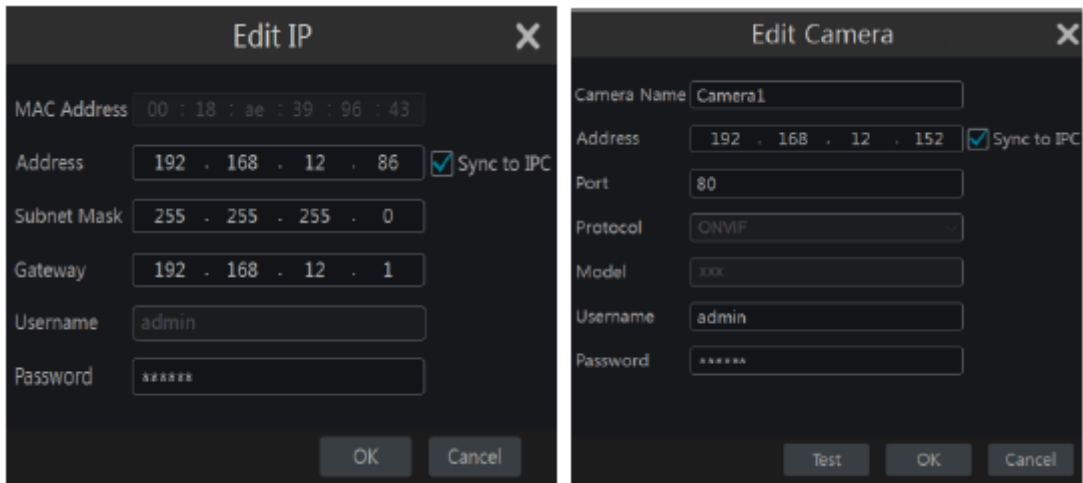 Edit IP
MAC Address 00 : 18 : ae : 39 : 96 : 43
Address 192 . 168 . 12 . 86 Sync to IPC
Subnet Mask 255 . 255 . 255 . 0
Gateway 192 . 168 . 12 . 1
Username admin
Password ******
OK Cancel
Edit Camera
Camera Name Camera1
Address 192 . 168 . 12 . 152 Sync to IPC
Port 80
Protocol ONVIF
Model xxx
Username admin
Password ******
Test OK Cancel